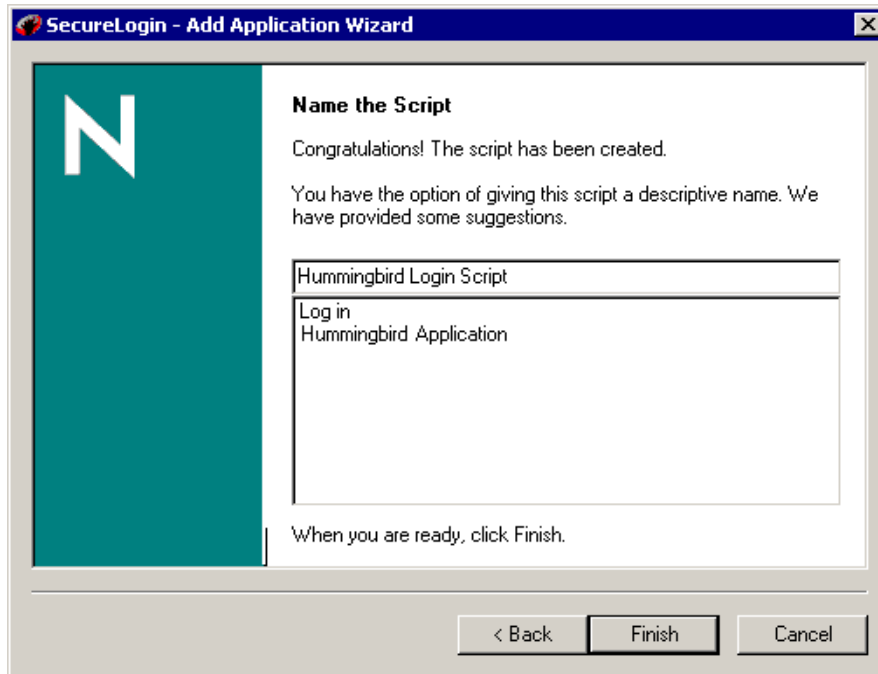 SecureLogin - Add Application Wizard
N
Name the Script
Congratulations! The script has been created.
You have the option of giving this script a descriptive name. We
have provided some suggestions.
Hummingbird Login Script
Log in
Hummingbird Application
When you are ready, click Finish.
< Back Finish Cancel